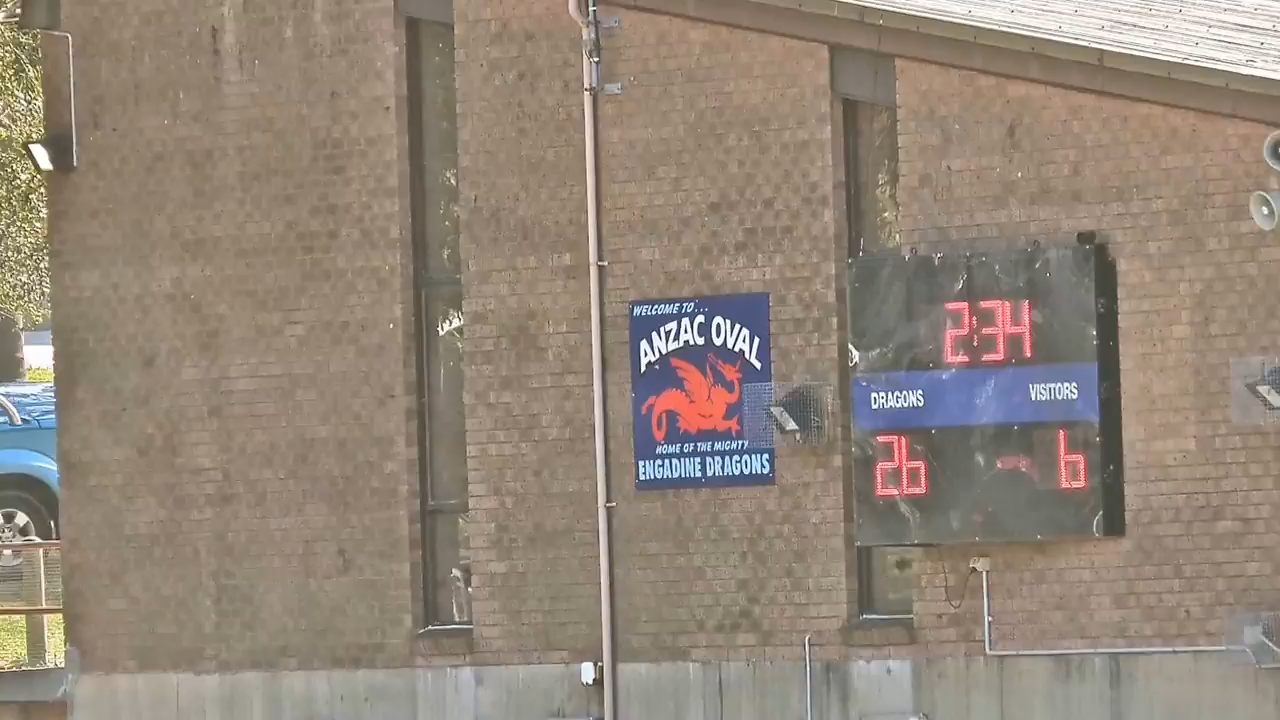 WELCOME TO...
ANZAC OVAL
HOME OF THE MIGHTY
ENGADINE DRAGONS
2:34
DRAGONS VISITORS
26 6